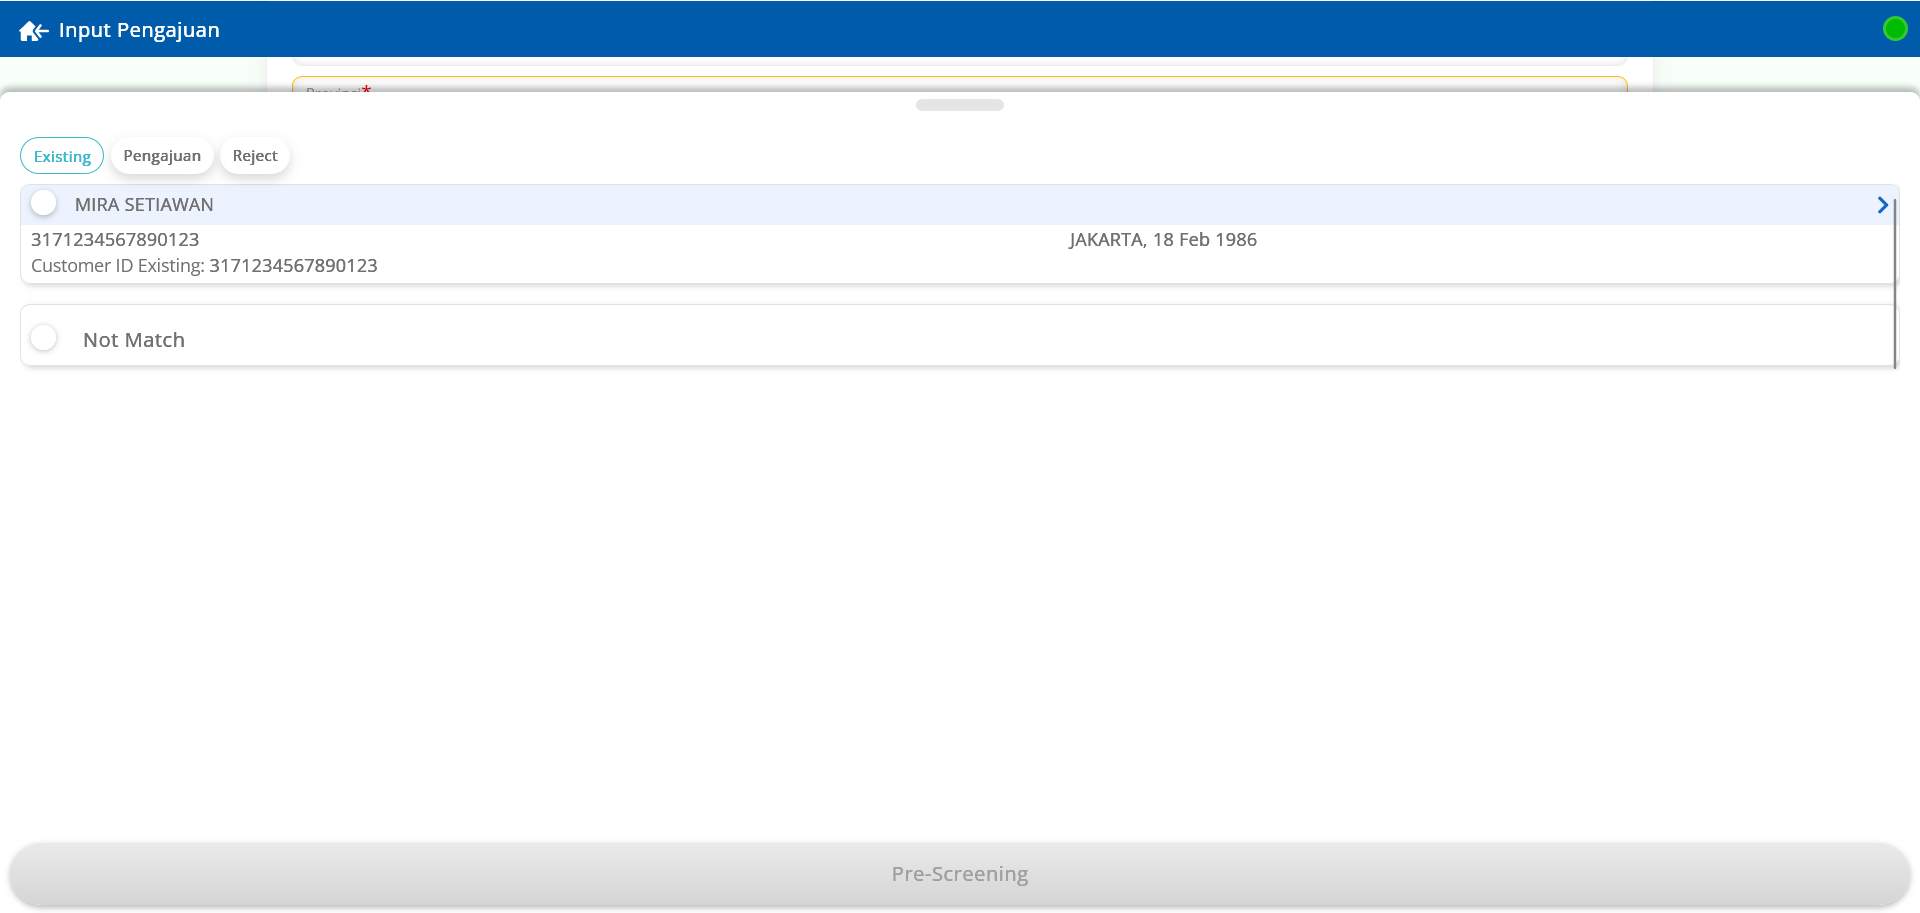 Input Pengajuan
Provinsi*
Existing
Pengajuan
Reject
MIRA SETIAWAN
3171234567890123
JAKARTA, 18 Feb 1986
Customer ID Existing: 3171234567890123
Not Match
Pre-Screening